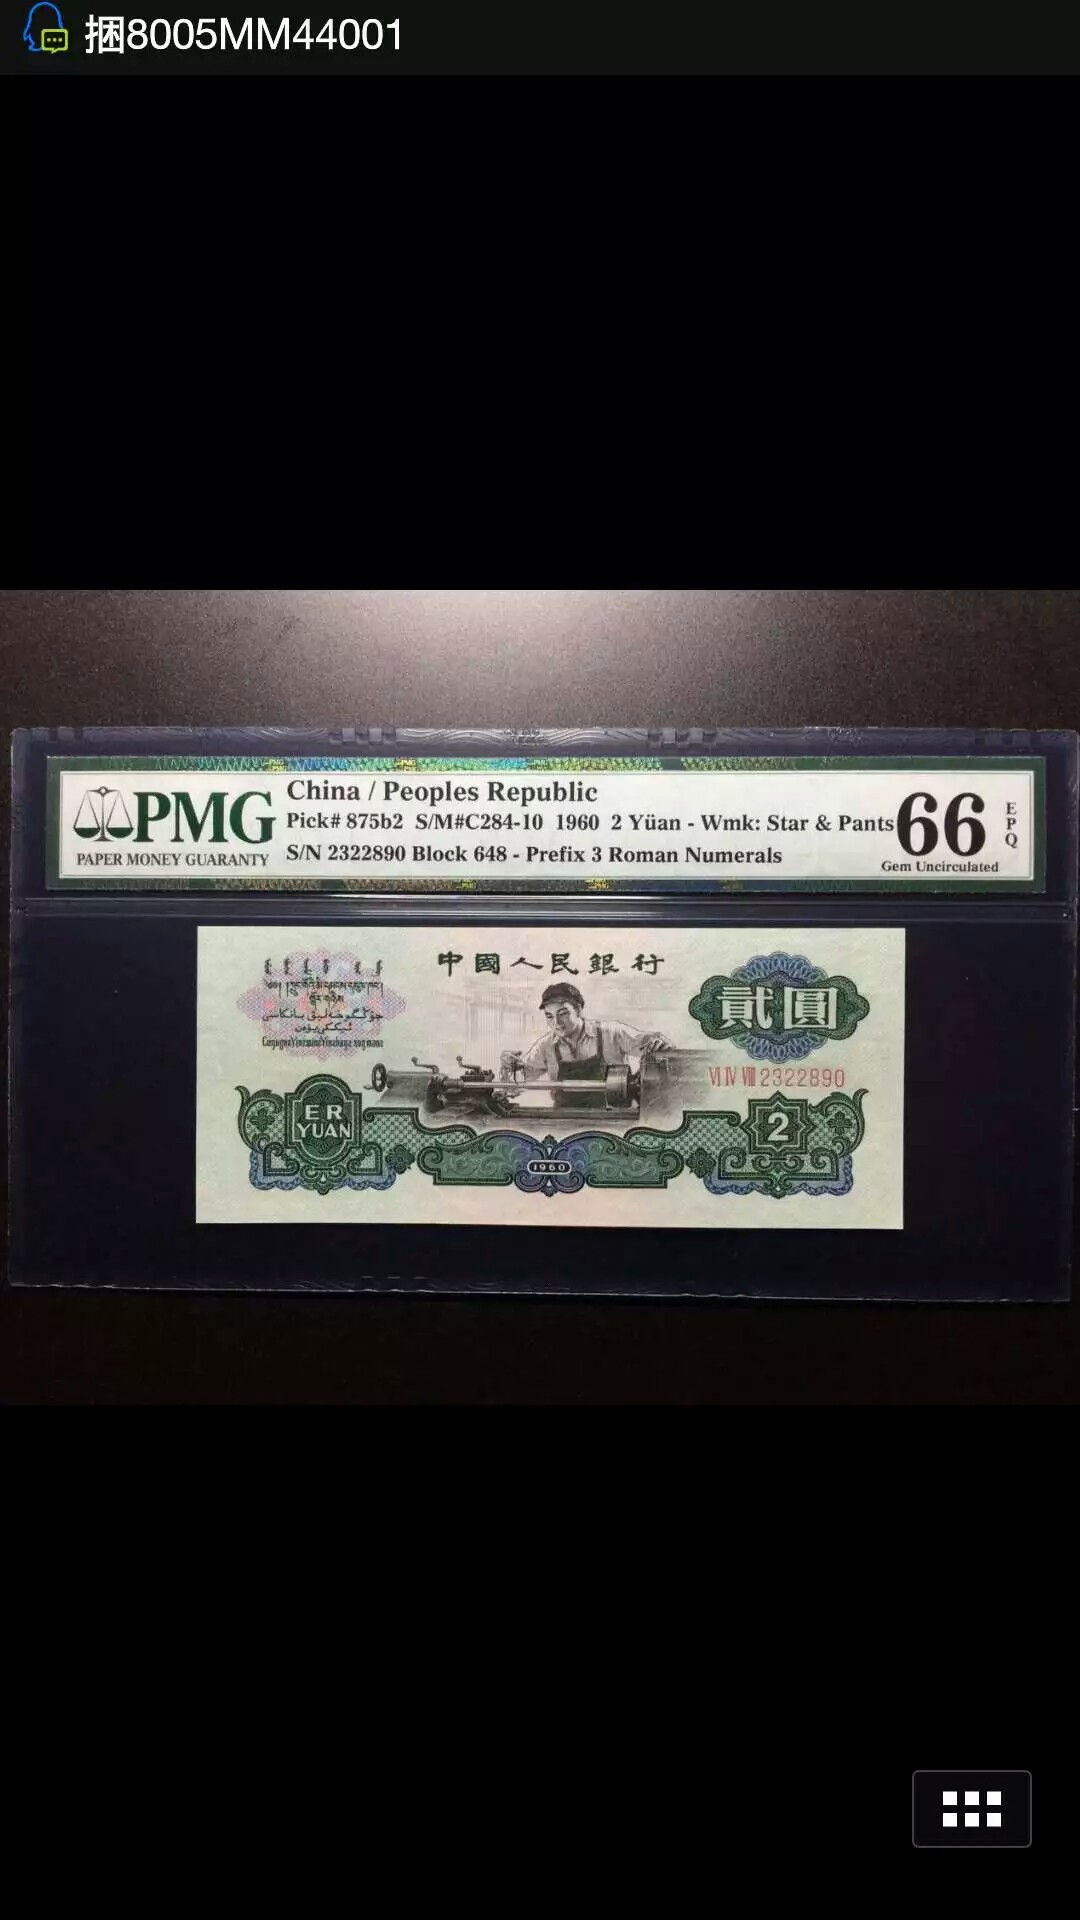 捆8005MM44001
PMG
PAPER MONEY GUARANTY
China / Peoples Republic
Pick# 875b2 S/M#C284-10 1960 2 Yüan - Wmk: Star & Pants
S/N 2322890 Block 648 - Prefix 3 Roman Numerals
66
EPQ
Gem Uncirculated
中國人民銀行
貳圓
VI IV VIII 2322890
ER
YUAN
1960
2